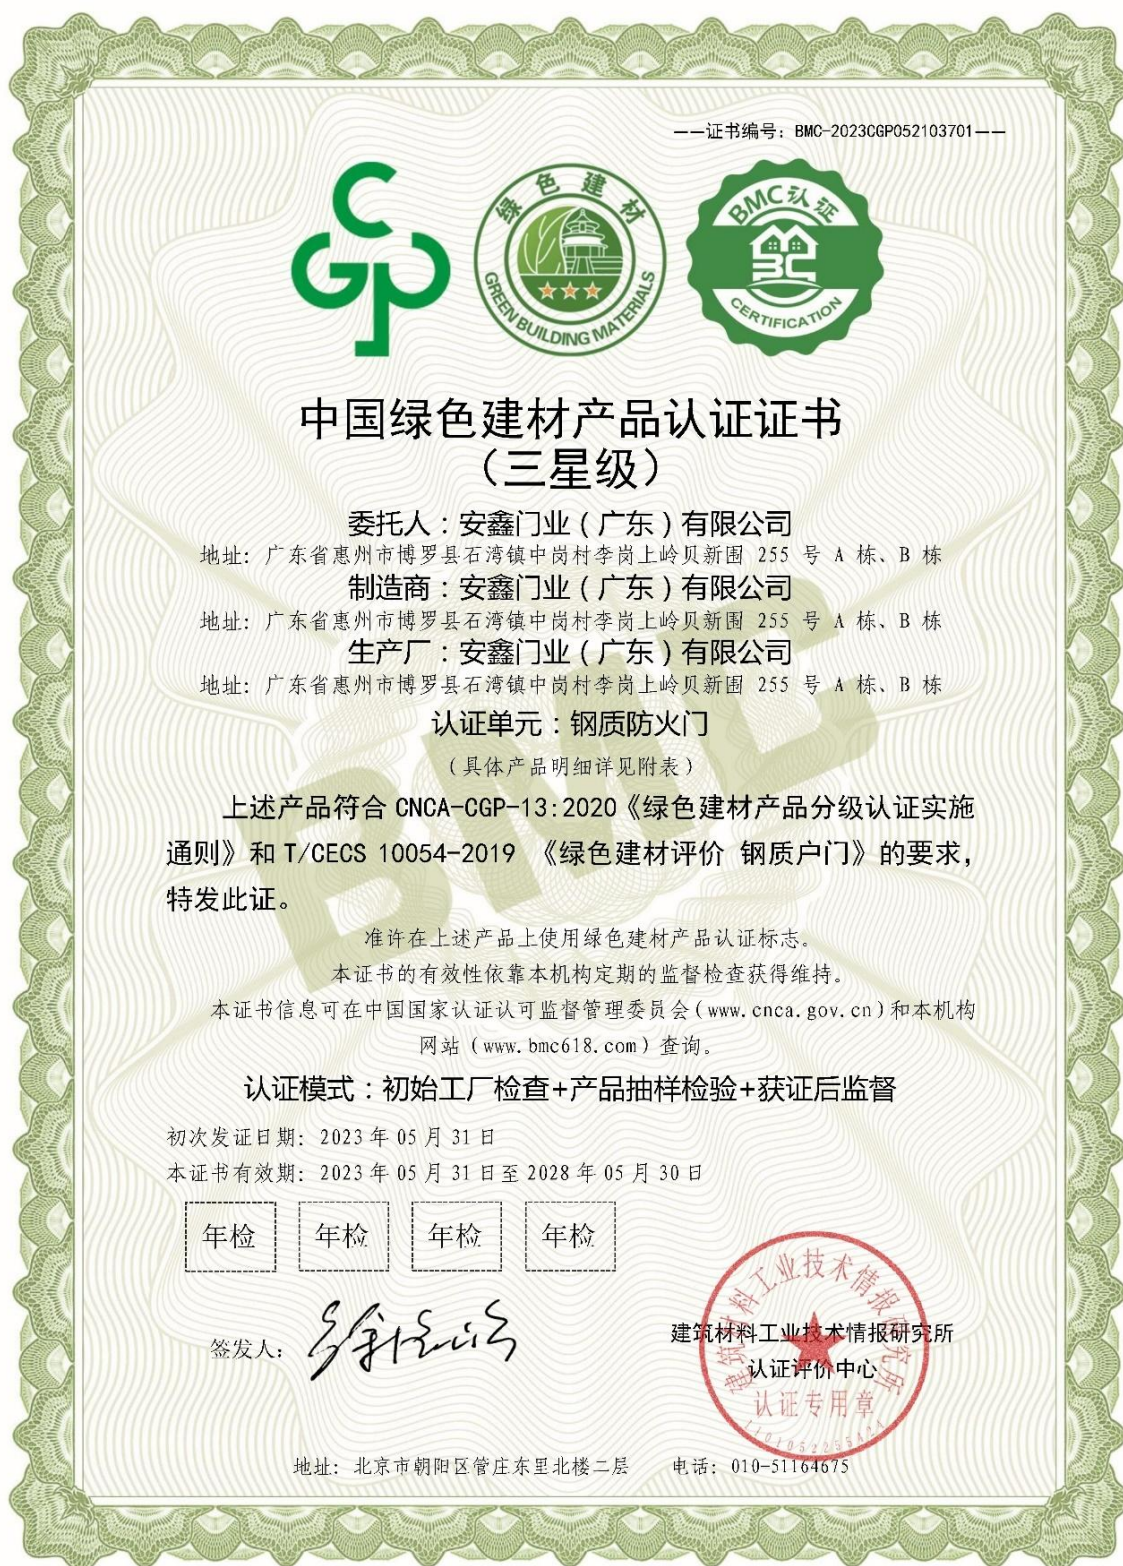 ——证书编号：BMC-2023CGP052103701——
CGP
绿色建材
GREEN BUILDING MATERIALS
BMC认证
CERTIFICATION
中国绿色建材产品认证证书
（三星级）
委托人：安鑫门业（广东）有限公司
地址：广东省惠州市博罗县石湾镇中岗村李岗上岭贝新围 255 号 A 栋、B 栋
制造商：安鑫门业（广东）有限公司
地址：广东省惠州市博罗县石湾镇中岗村李岗上岭贝新围 255 号 A 栋、B 栋
生产厂：安鑫门业（广东）有限公司
地址：广东省惠州市博罗县石湾镇中岗村李岗上岭贝新围 255 号 A 栋、B 栋
认证单元：钢质防火门
（具体产品明细详见附表）
上述产品符合 CNCA-CGP-13:2020《绿色建材产品分级认证实施
通则》和 T/CECS 10054-2019 《绿色建材评价 钢质户门》的要求，
特发此证。
准许在上述产品上使用绿色建材产品认证标志。
本证书的有效性依靠本机构定期的监督检查获得维持。
本证书信息可在中国国家认证认可监督管理委员会（www.cnca.gov.cn）和本机构
网站（www.bmc618.com）查询。
认证模式：初始工厂检查+产品抽样检验+获证后监督
初次发证日期：2023 年 05 月 31 日
本证书有效期：2023 年 05 月 31 日至 2028 年 05 月 30 日
年检 年检 年检 年检
签发人：
建筑材料工业技术情报研究所
认证评价中心
建筑材料工业技术情报研究所
认证专用章
地址：北京市朝阳区管庄东里北楼二层 电话：010-51164675
BMC